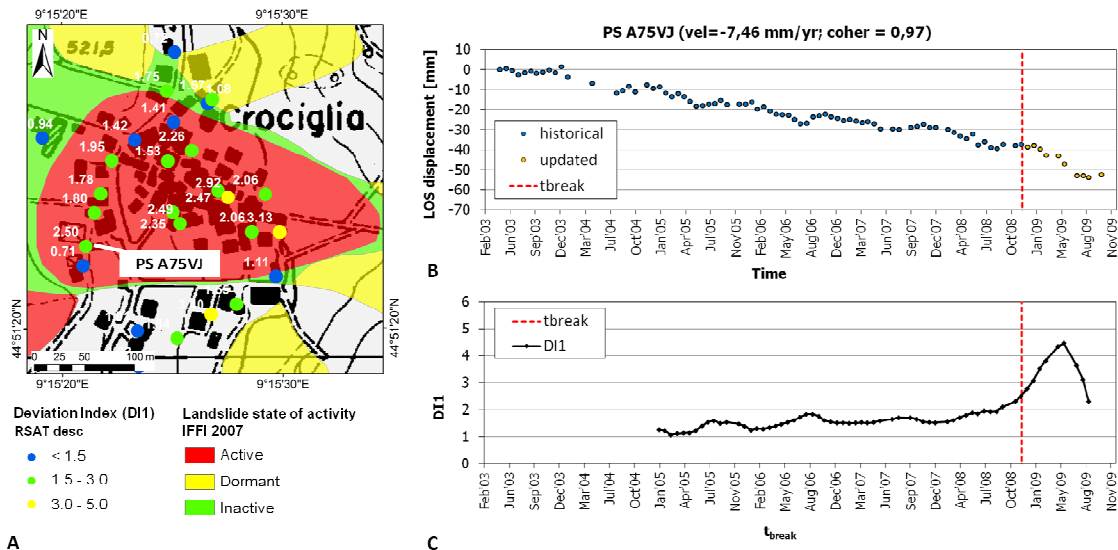 9°15'20"E
9°15'30"E
N
521,5
0.72
1.75
1.67
1.08
1.41
Crociglia
0.94
1.42
2.26
1.95
1.53
1.78
2.92
2.06
1.80
2.47
2.49
2.35
2.06
3.13
2.50
0.71
PS A75VJ
1.11
44°51'20"N
44°51'20"N
0 25 50 100 m
9°15'20"E
9°15'30"E
Deviation Index (DI1)
RSAT desc
< 1.5
1.5 - 3.0
3.0 - 5.0
Landslide state of activity
IFFI 2007
Active
Dormant
Inactive
A
PS A75VJ (vel=-7,46 mm/yr; coher = 0,97)
LOS displacement [mm]
10
0
-10
-20
-30
-40
-50
-60
-70
historical
updated
tbreak
Feb'03 Jun'03 Sep'03 Dec'03 Mar'04 Jul'04 Oct'04 Jan'05 Apr'05 Jul'05 Nov'05 Feb'06 May'06 Aug'06 Nov'06 Mar'07 Jun'07 Sep'07 Dec'07 Apr'08 Jul'08 Oct'08 Jan'09 May'09 Aug'09 Nov'09
B
Time
DI1
6
5
4
3
2
1
0
tbreak
DI1
Feb'03 Jun'03 Sep'03 Dec'03 Mar'04 Jul'04 Oct'04 Jan'05 Apr'05 Jul'05 Nov'05 Feb'06 May'06 Aug'06 Nov'06 Mar'07 Jun'07 Sep'07 Dec'07 Apr'08 Jul'08 Oct'08 Jan'09 May'09 Aug'09 Nov'09
C
tbreak